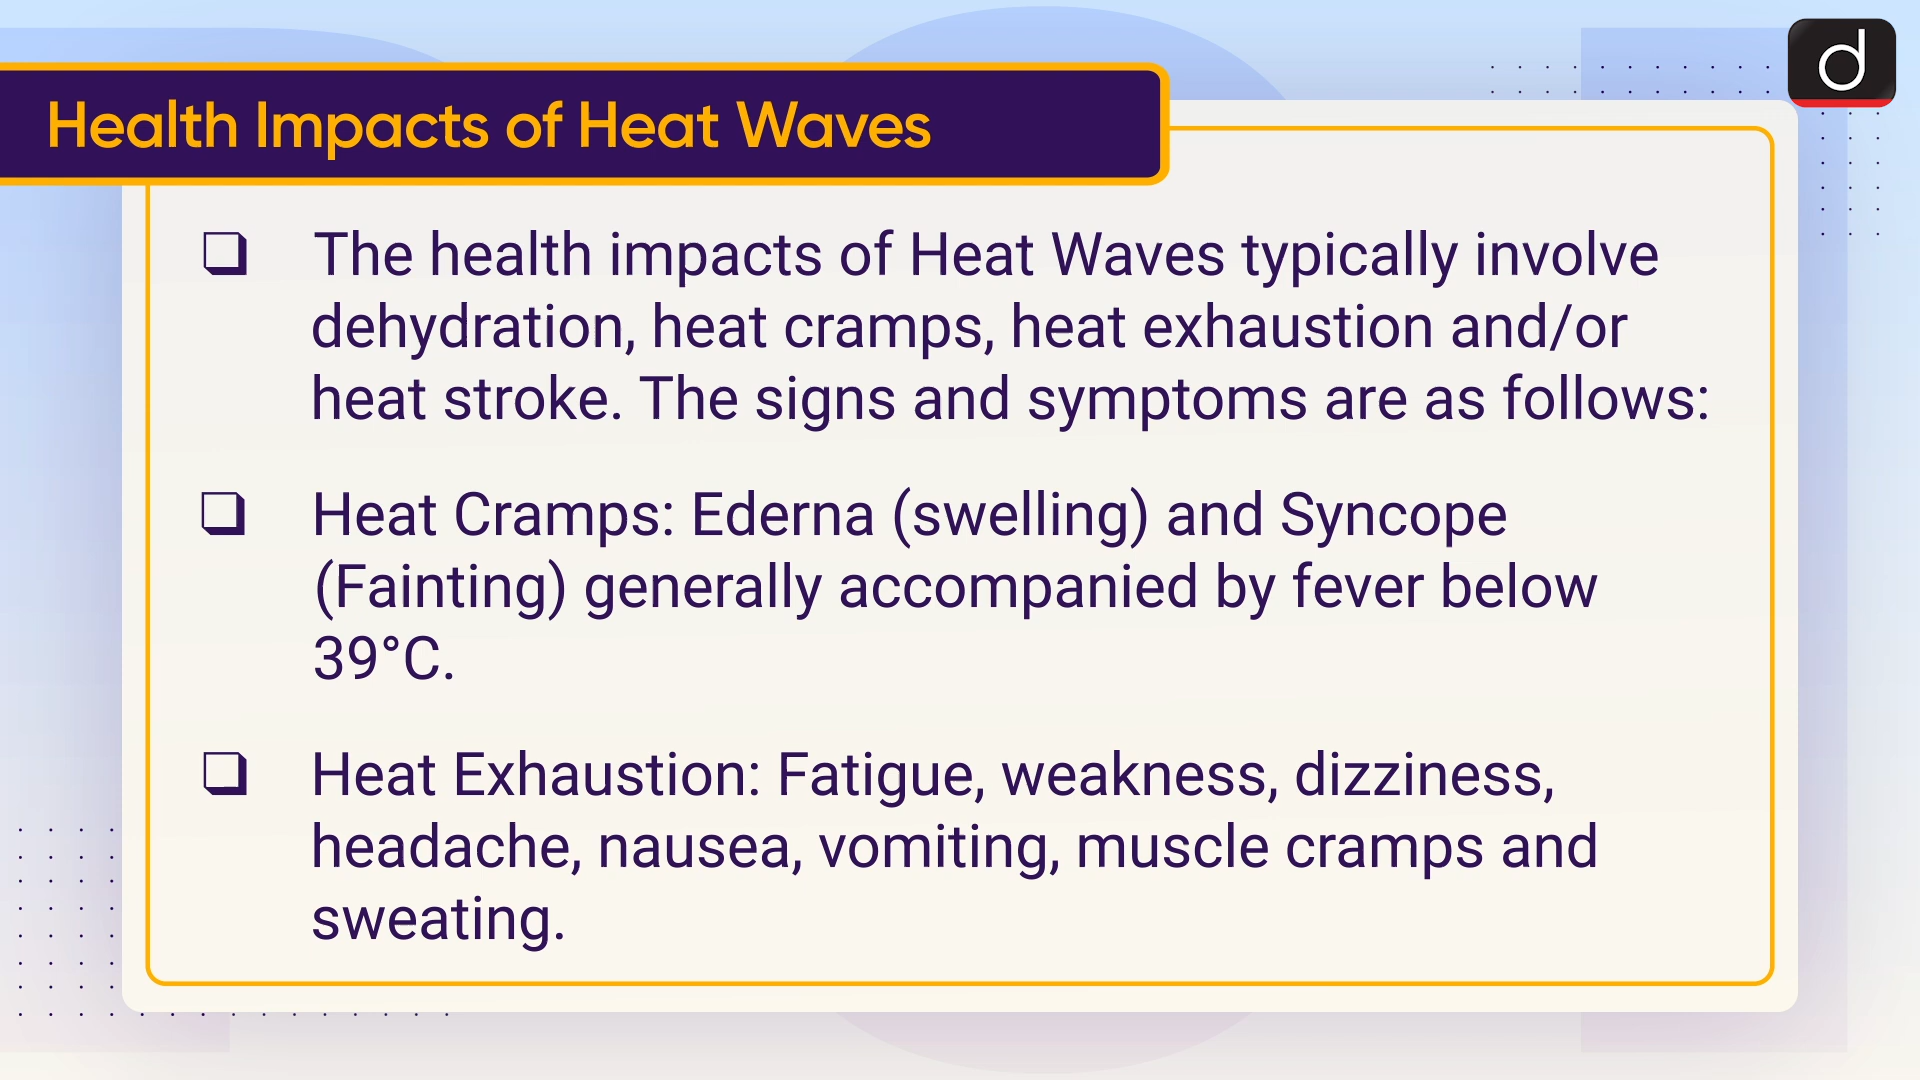 Health Impacts of Heat Waves
d
The health impacts of Heat Waves typically involve
dehydration, heat cramps, heat exhaustion and/or
heat stroke. The signs and symptoms are as follows:
Heat Cramps: Ederna (swelling) and Syncope
(Fainting) generally accompanied by fever below
39°C.
Heat Exhaustion: Fatigue, weakness, dizziness,
headache, nausea, vomiting, muscle cramps and
sweating.